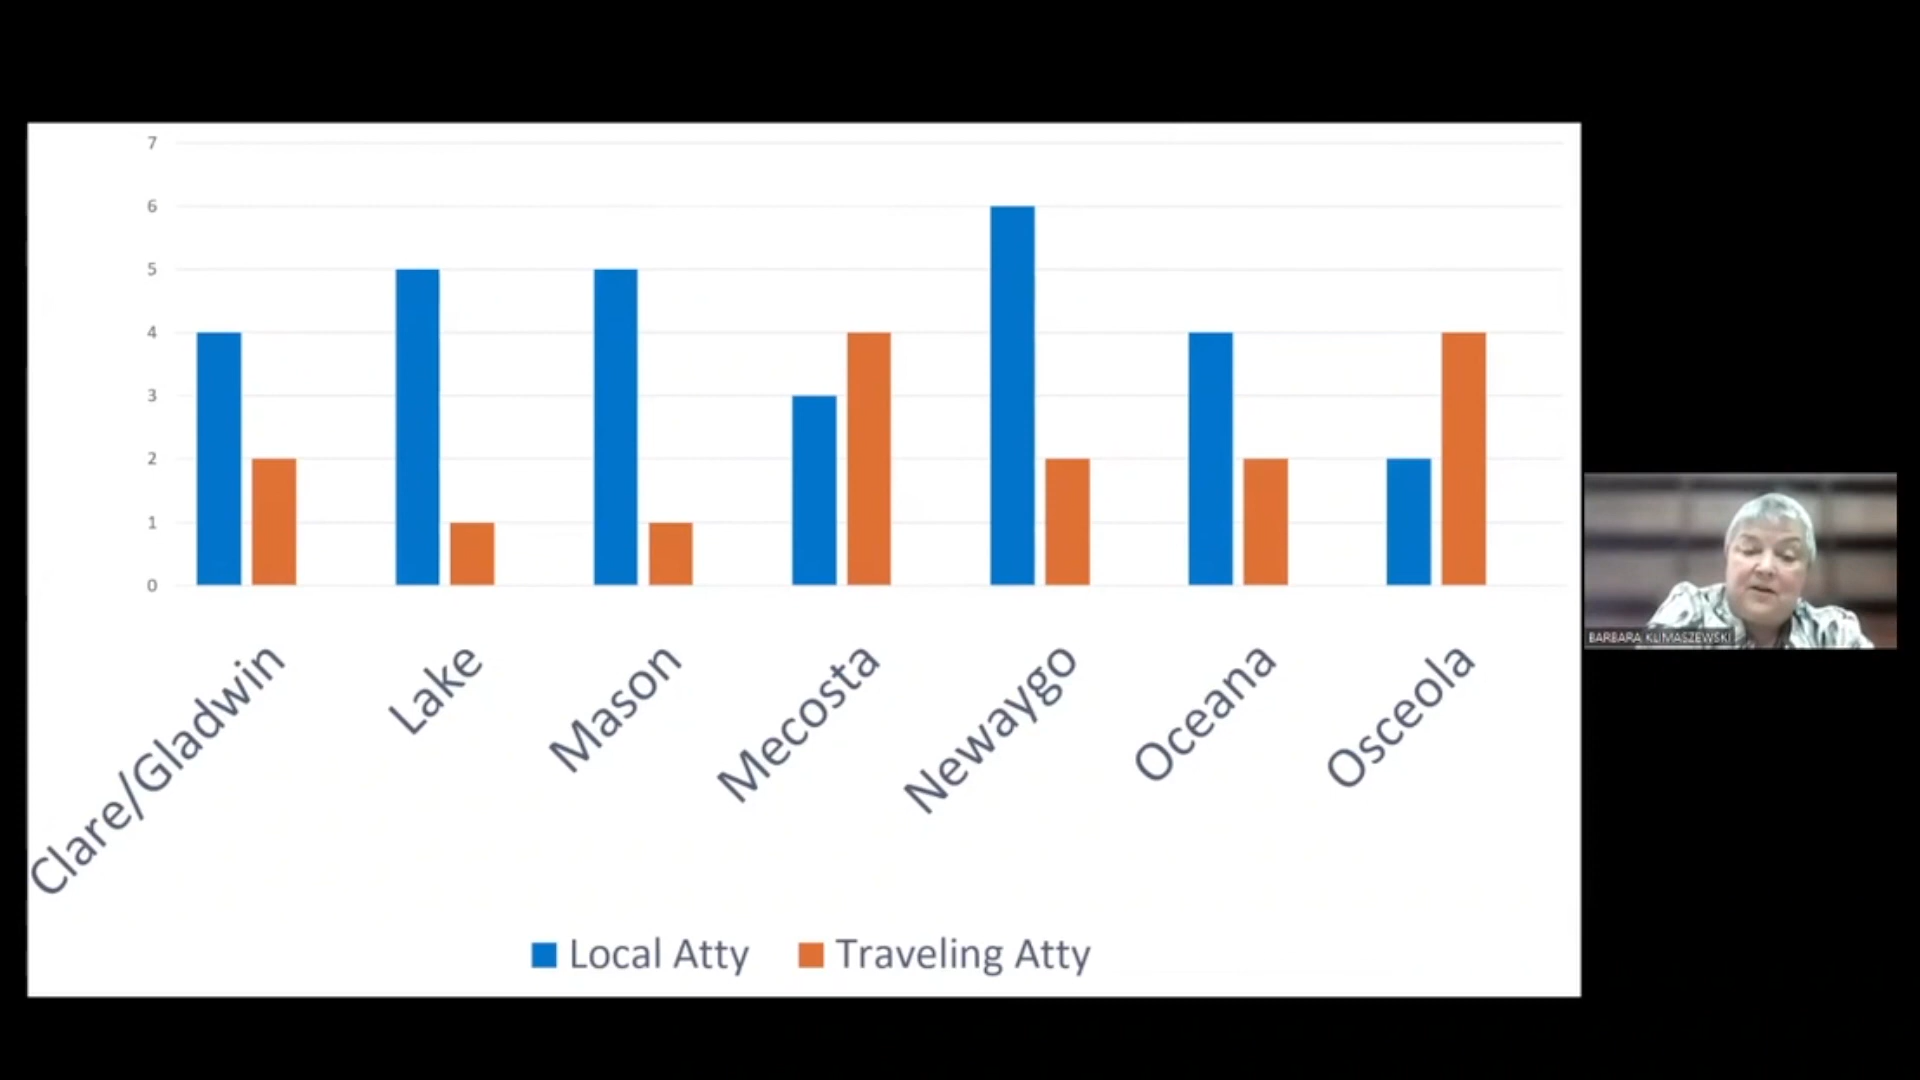 7
6
5
4
3
2
1
0
Clare/Gladwin
Lake
Mason
Mecosta
Newaygo
Oceana
Osceola
Local Atty
Traveling Atty
BARBARA KLIMASZEWSKI